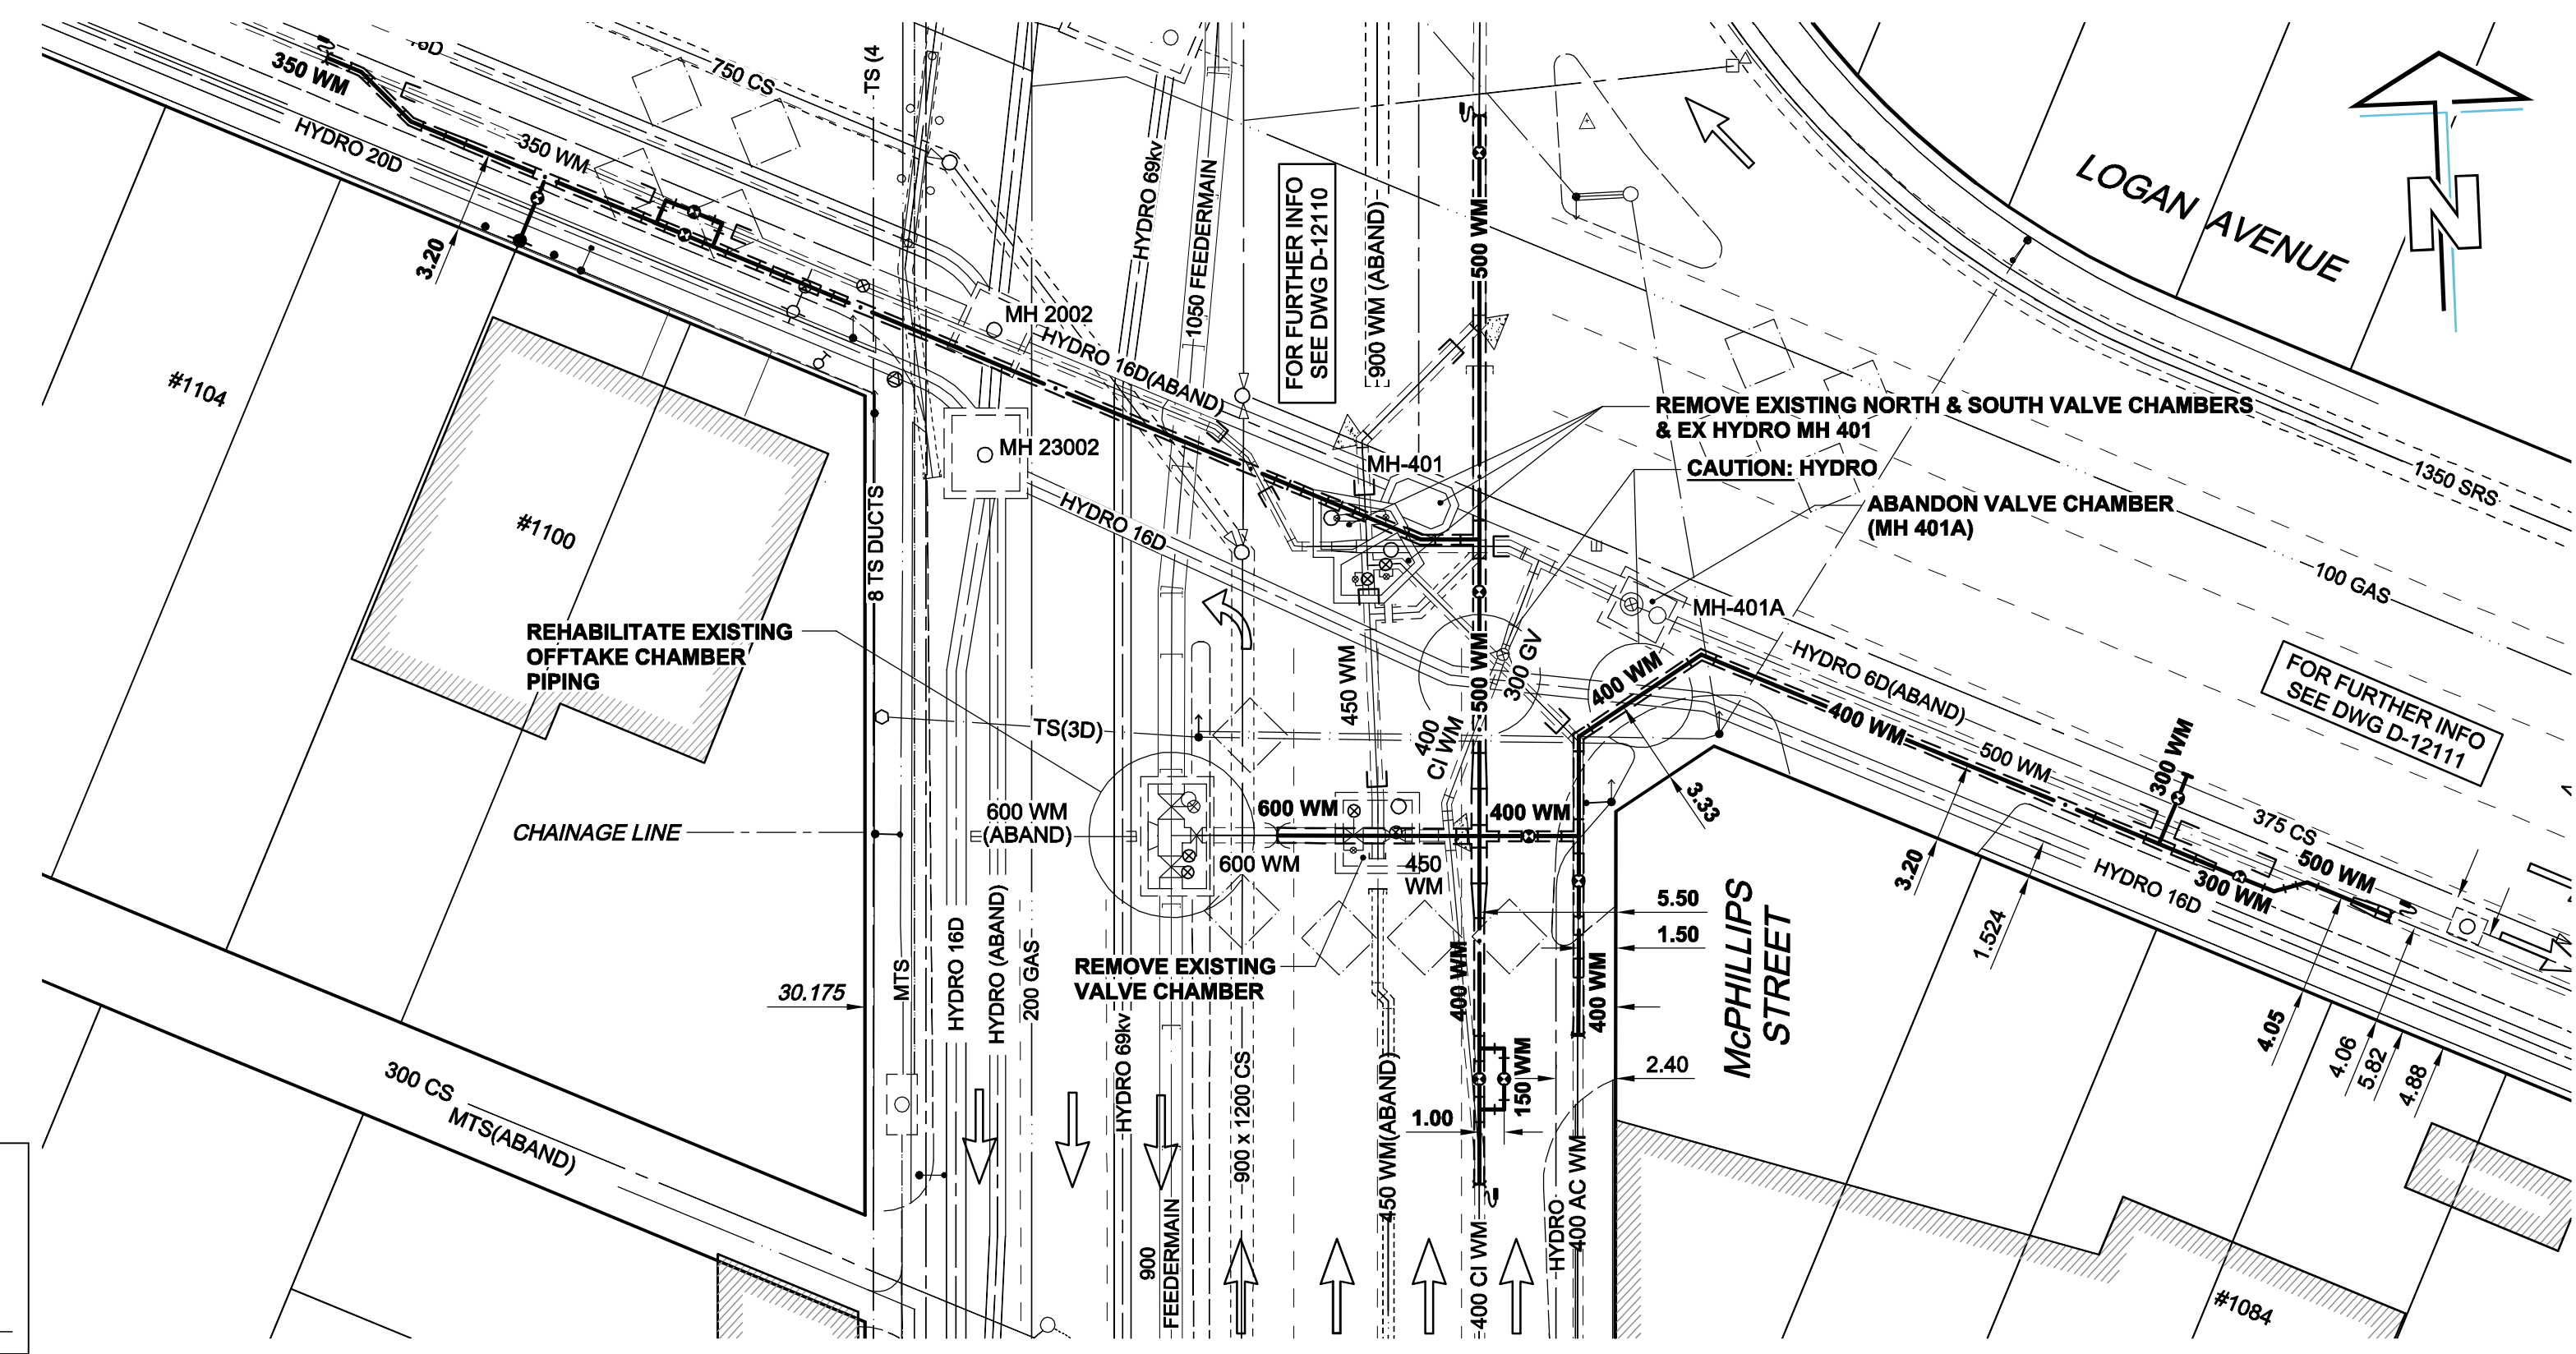 350 WM
16D
750 CS
TS (4
HYDRO 20D
350 WM
3.20
HYDRO 69kv
1050 FEEDERMAIN
FOR FURTHER INFO
SEE DWG D-12110
900 WM (ABAND)
500 WM
LOGAN AVENUE
N
#1104
#1100
MH 2002
HYDRO 16D(ABAND)
MH 23002
HYDRO 16D
8 TS DUCTS
MH-401
REMOVE EXISTING NORTH & SOUTH VALVE CHAMBERS
& EX HYDRO MH 401
CAUTION: HYDRO
ABANDON VALVE CHAMBER
(MH 401A)
1350 SRS
100 GAS
MH-401A
HYDRO 6D(ABAND)
FOR FURTHER INFO
SEE DWG D-12111
REHABILITATE EXISTING
OFFTAKE CHAMBER
PIPING
TS(3D)
450 WM
500 WM
300 GV
400
CI WM
400 WM
400 WM
500 WM
300 WM
375 CS
500 WM
300 WM
HYDRO 16D
CHAINAGE LINE
600 WM
(ABAND)
600 WM
600 WM
450
WM
400 WM
3.33
3.20
1.524
4.05
4.06
5.82
4.88
5.50
1.50
2.40
1.00
McPHILLIPS
STREET
REMOVE EXISTING
VALVE CHAMBER
30.175
MTS
HYDRO 16D
HYDRO (ABAND)
200 GAS
HYDRO 69kv
900
FEEDERMAIN
900 x 1200 CS
450 WM(ABAND)
400 WM
150 WM
400 WM
400 CI WM
HYDRO
400 AC WM
300 CS
MTS(ABAND)
#1084